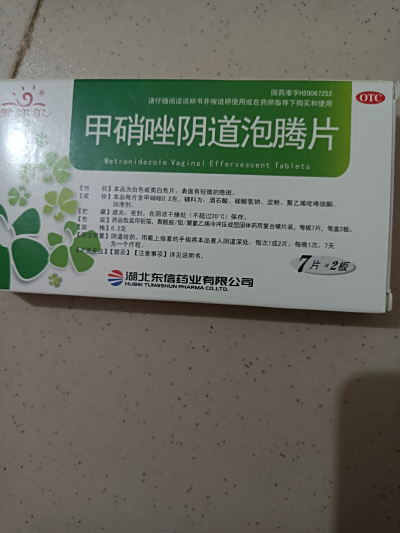 国药准字H20067252
请仔细阅读说明书并按说明使用或在药师指导下购买和使用
OTC
爱尔
甲硝唑阴道泡腾片
Metronidazole Vaginal Effervescent Tablets
【性 状】本品为白色或类白色片，表面有轻微的隐斑。
【成 份】本品每片含甲硝唑0.2克，辅料为：酒石酸、碳酸氢钠、淀粉、聚乙烯吡咯烷酮、
润滑剂。
【贮 藏】遮光，密封，在阴凉干燥处（不超过20℃）保存。
【包 装】药品包装用铝箔、聚酰胺/铝/聚氯乙烯冷冲压成型固体药用复合硬片装，每板7片，每盒2板。
【规 格】0.2克
阴道给药，用戴上指套的手指将本品塞入阴道深处，每次1或2片，每晚1次，7天
为一个疗程。
【禁忌】【注意事项】详见说明书。
7片×2板
湖北东信药业有限公司
HUBEI TUNGSHUN PHARMA CO.,LTD.